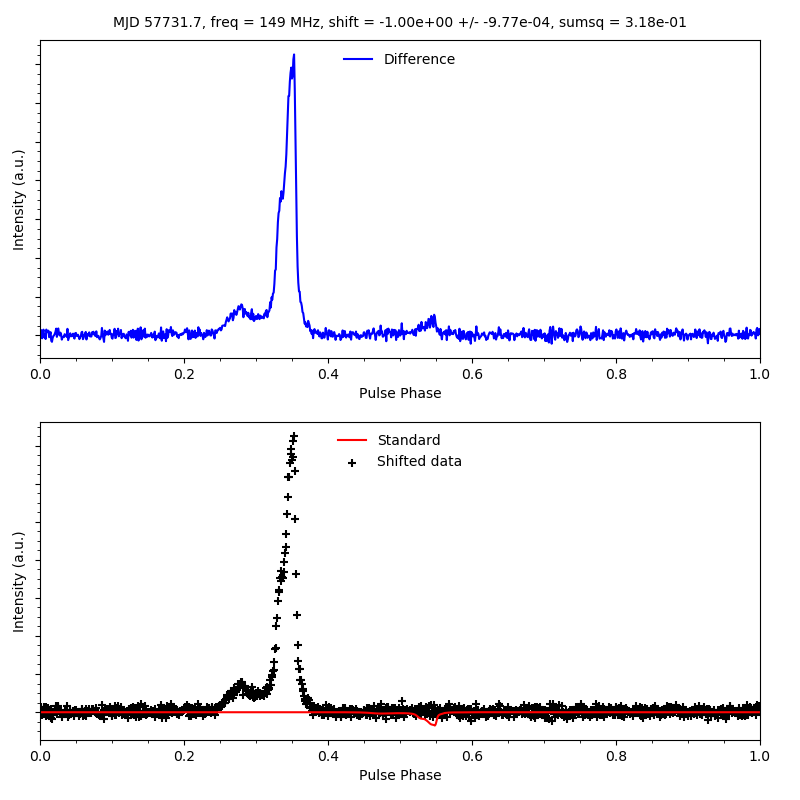 MJD 57731.7, freq = 149 MHz, shift = -1.00e+00 +/- -9.77e-04, sumsq = 3.18e-01
Difference
Intensity (a.u.)
0.0 0.2 0.4 0.6 0.8 1.0
Pulse Phase
Standard
Shifted data
Intensity (a.u.)
0.0 0.2 0.4 0.6 0.8 1.0
Pulse Phase